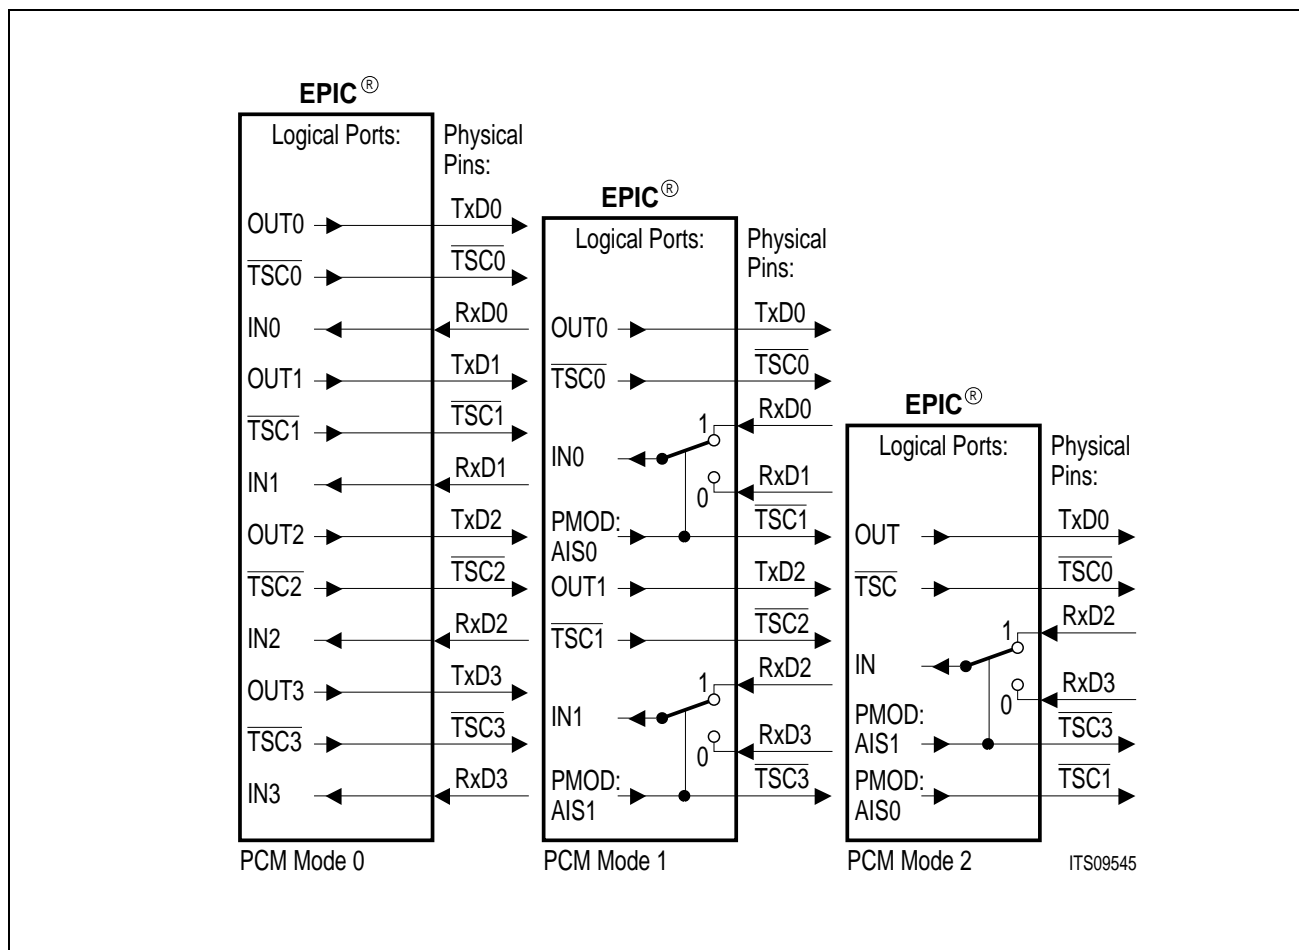 EPIC®
Logical Ports:
Physical
Pins:
OUT0
TxD0
TSC0
TSC0
IN0
RxD0
OUT1
TxD1
TSC1
TSC1
IN1
RxD1
OUT2
TxD2
TSC2
TSC2
IN2
RxD2
OUT3
TxD3
TSC3
TSC3
IN3
RxD3
PCM Mode 0
EPIC®
Logical Ports:
Physical
Pins:
OUT0
TxD0
TSC0
TSC0
1
RxD0
IN0
RxD1
0
PMOD:
AIS0
TSC1
OUT1
TxD2
TSC1
TSC2
1
RxD2
IN1
RxD3
0
PMOD:
AIS1
TSC3
PCM Mode 1
EPIC®
Logical Ports:
Physical
Pins:
OUT
TxD0
TSC
TSC0
1
RxD2
IN
RxD3
0
PMOD:
AIS1
TSC3
PMOD:
AIS0
TSC1
PCM Mode 2
ITS09545